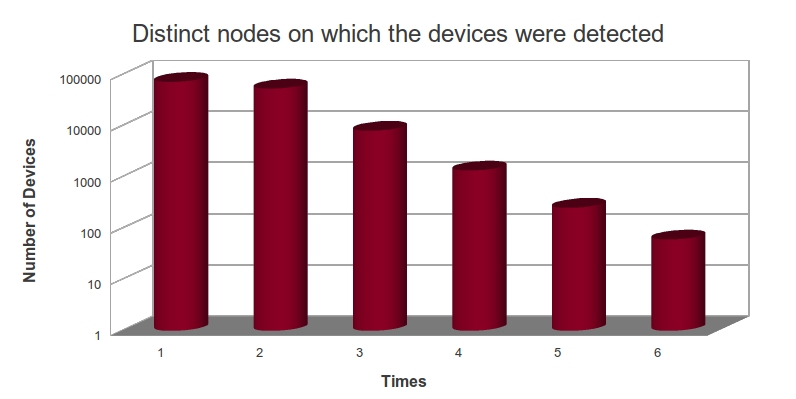 Distinct nodes on which the devices were detected
100000
10000
1000
100
10
1
Number of Devices
1 2 3 4 5 6
Times